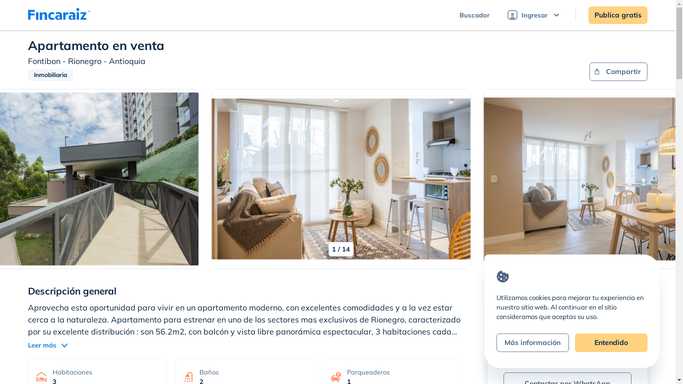 Fincaraiz
Buscador
Ingresar
Publica gratis
Apartamento en venta
Fontibon - Rionegro - Antioquia
Inmobiliaria
Compartir
1 / 14
Descripción general
Aprovecha esta oportunidad para vivir en un apartamento moderno, con excelentes comodidades y a la vez estar
cerca a la naturaleza. Apartamento para estrenar en uno de los sectores mas exclusivos de Rionegro, caracterizado
por su excelente distribución : son 56.2m2, con balcón y vista libre panorámica espectacular, 3 habitaciones cada...
Leer más
Habitaciones
3
Baños
2
Parqueaderos
1
Utilizamos cookies para mejorar tu experiencia en
nuestro sitio web. Al continuar en el sitio
consideramos que aceptas su uso.
Más información
Entendido
Contactar por WhatsApp